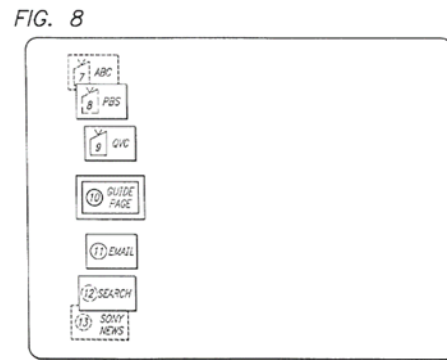 FIG. 8
7 ABC
8 PBS
9 QVC
10 GUIDE
PAGE
11 EMAIL
12 SEARCH
13 SONY
NEWS